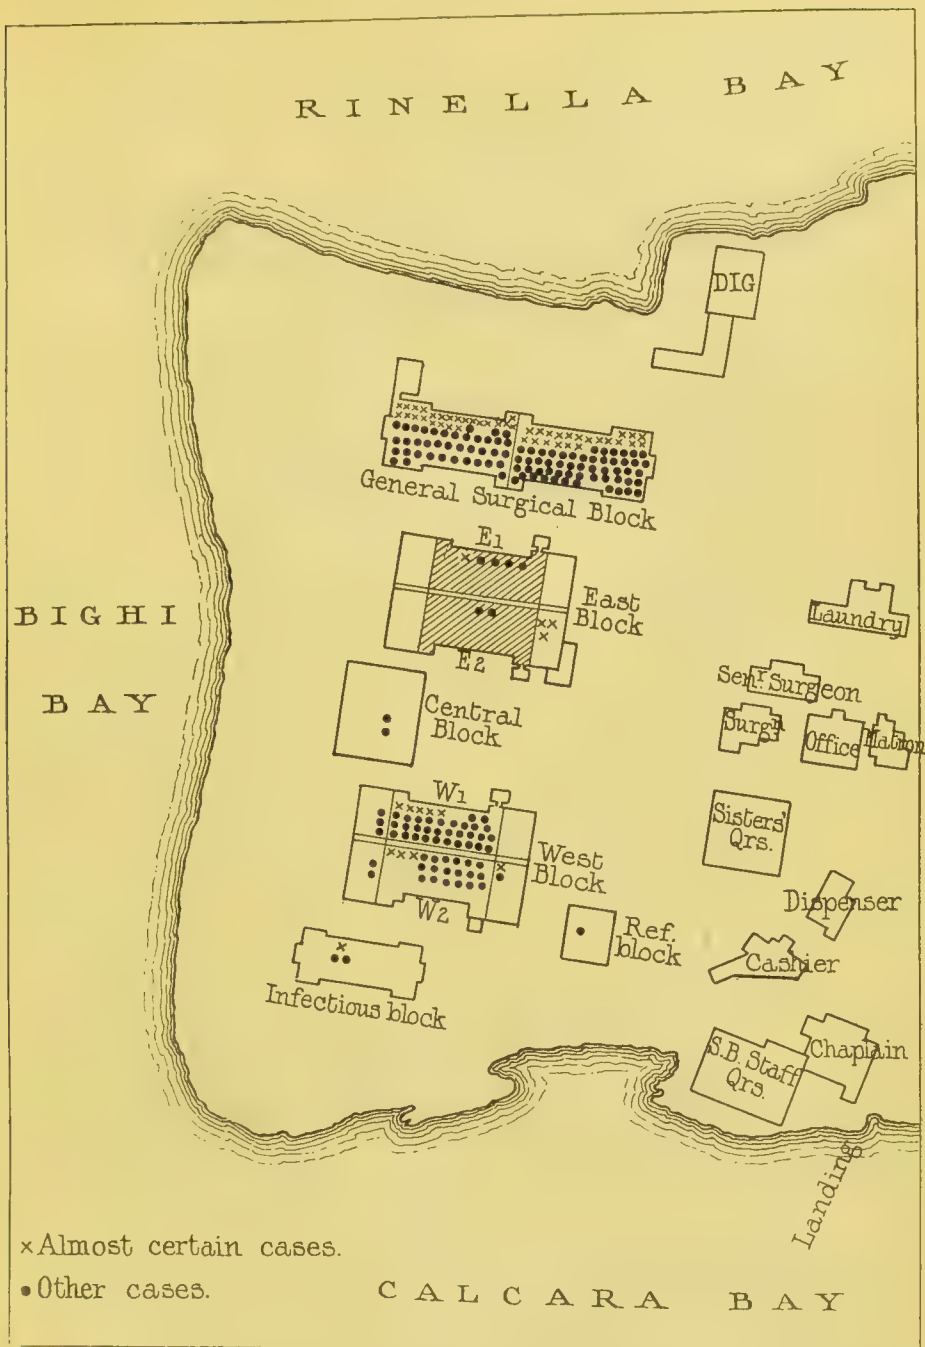 RINELLA BAY
DIG
General Surgical Block
E1
East
Block
E2
BIGHI
BAY
Laundry
Senr. Surgeon
Surgn
Office
Matron
Central
Block
W1
Sisters'
Qrs.
West
Block
W2
Dispenser
Ref.
block
Cashier
Infectious block
S.B. Staff
Qrs.
Chaplain
Landing
×Almost certain cases.
•Other cases.
CALCARA BAY